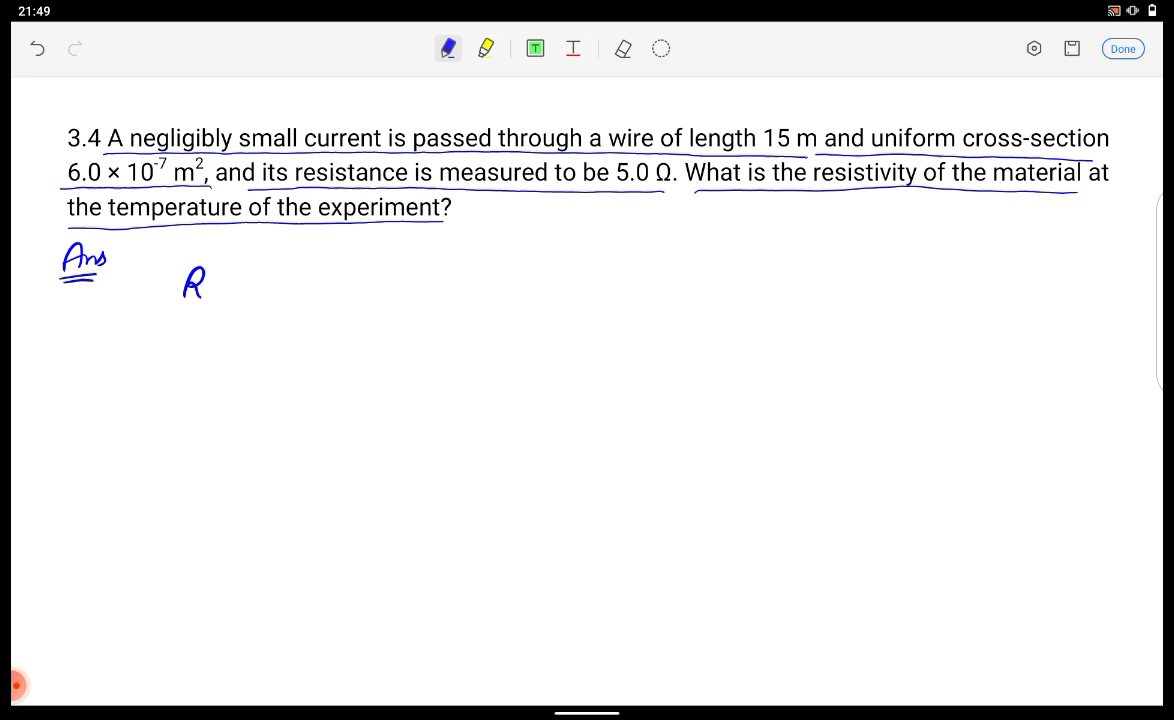 21:49
T T Done
3.4 A negligibly small current is passed through a wire of length 15 m and uniform cross-section
6.0 × 10⁻⁷ m², and its resistance is measured to be 5.0 Ω. What is the resistivity of the material at
the temperature of the experiment?
Ans
R